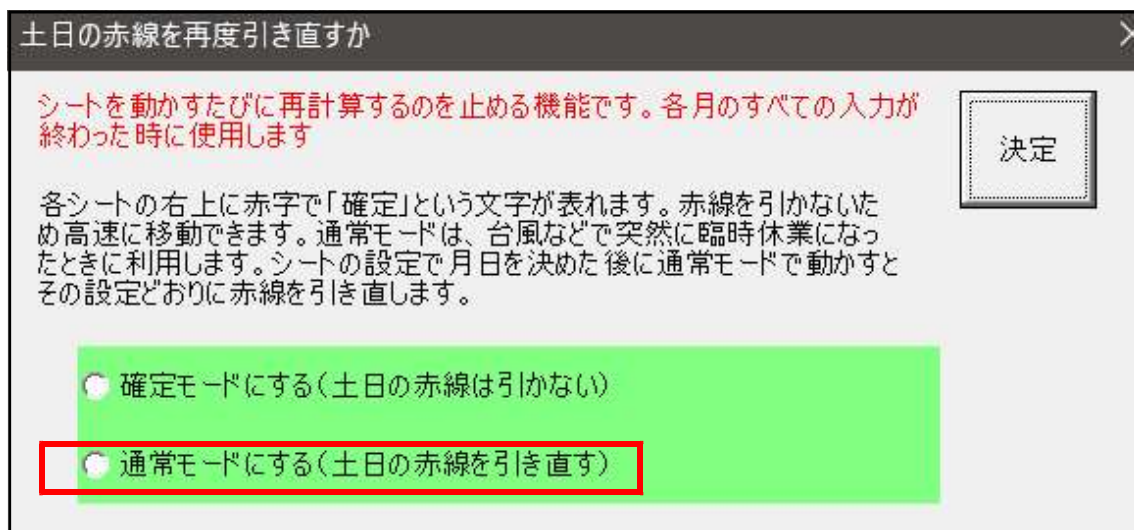 土日の赤線を再度引き直すか
シートを動かすたびに再計算するのを止める機能です。各月のすべての入力が
終わった時に使用します
決定
各シートの右上に赤字で「確定」という文字が表れます。赤線を引かないた
め高速に移動できます。通常モードは、台風などで突然に臨時休業になっ
たときに利用します。シートの設定で月日を決めた後に通常モードで動かすと
その設定どおりに赤線を引き直します。
確定モードにする(土日の赤線は引かない)
通常モードにする(土日の赤線を引き直す)